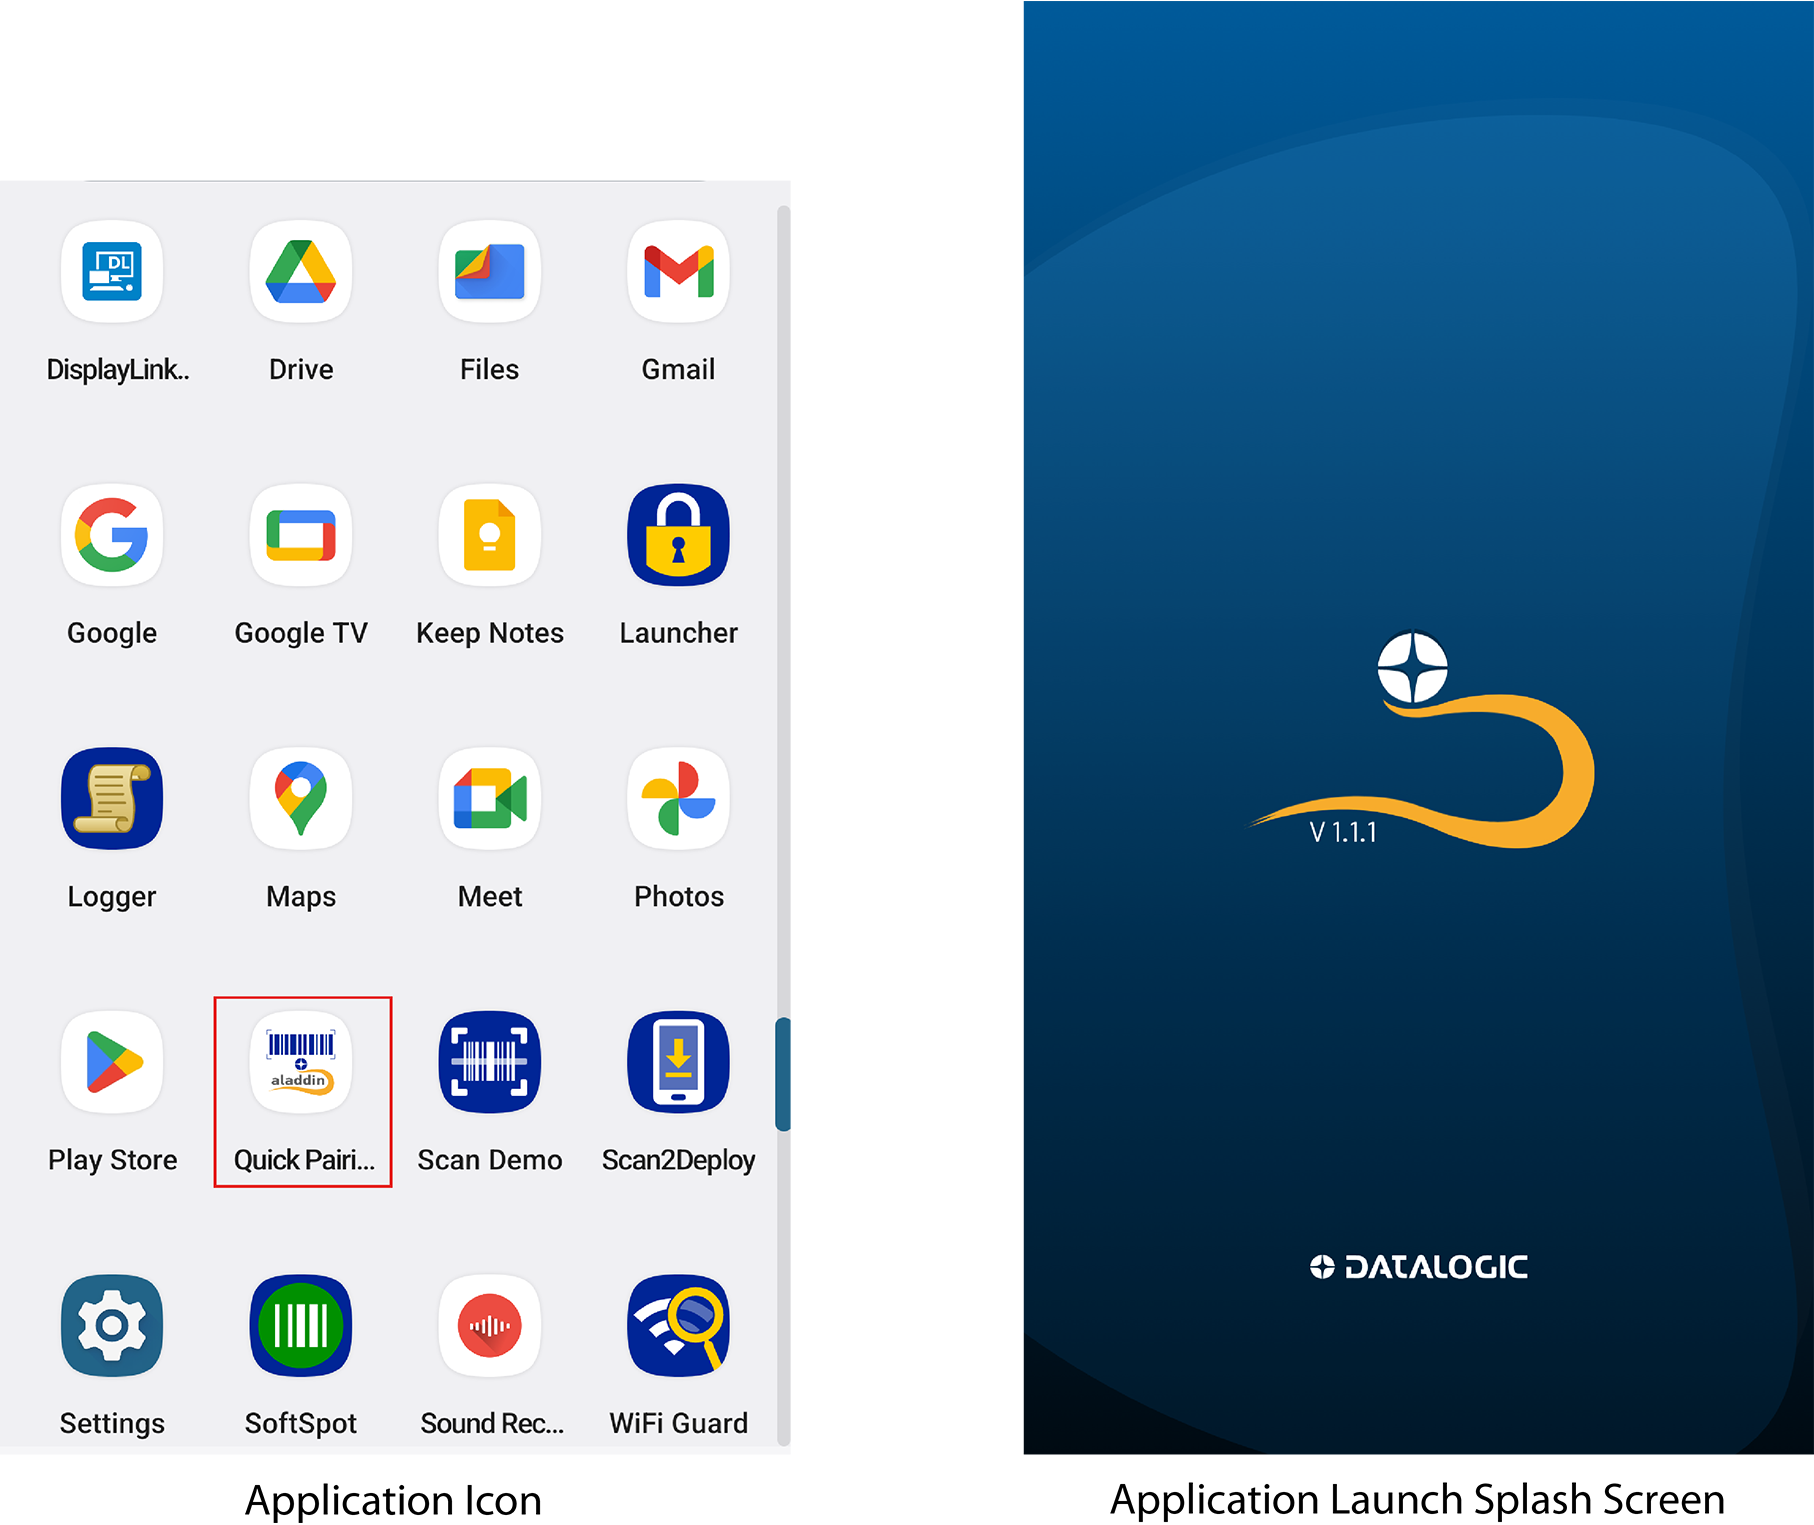 DL
DisplayLink..
Drive
Files
Gmail
Google
Google TV
Keep Notes
Launcher
Logger
Maps
Meet
Photos
aladdin
Play Store
Quick Pairi...
Scan Demo
Scan2Deploy
Settings
SoftSpot
Sound Rec...
WiFi Guard
Application Icon
V 1.1.1
DATALOGIC
Application Launch Splash Screen